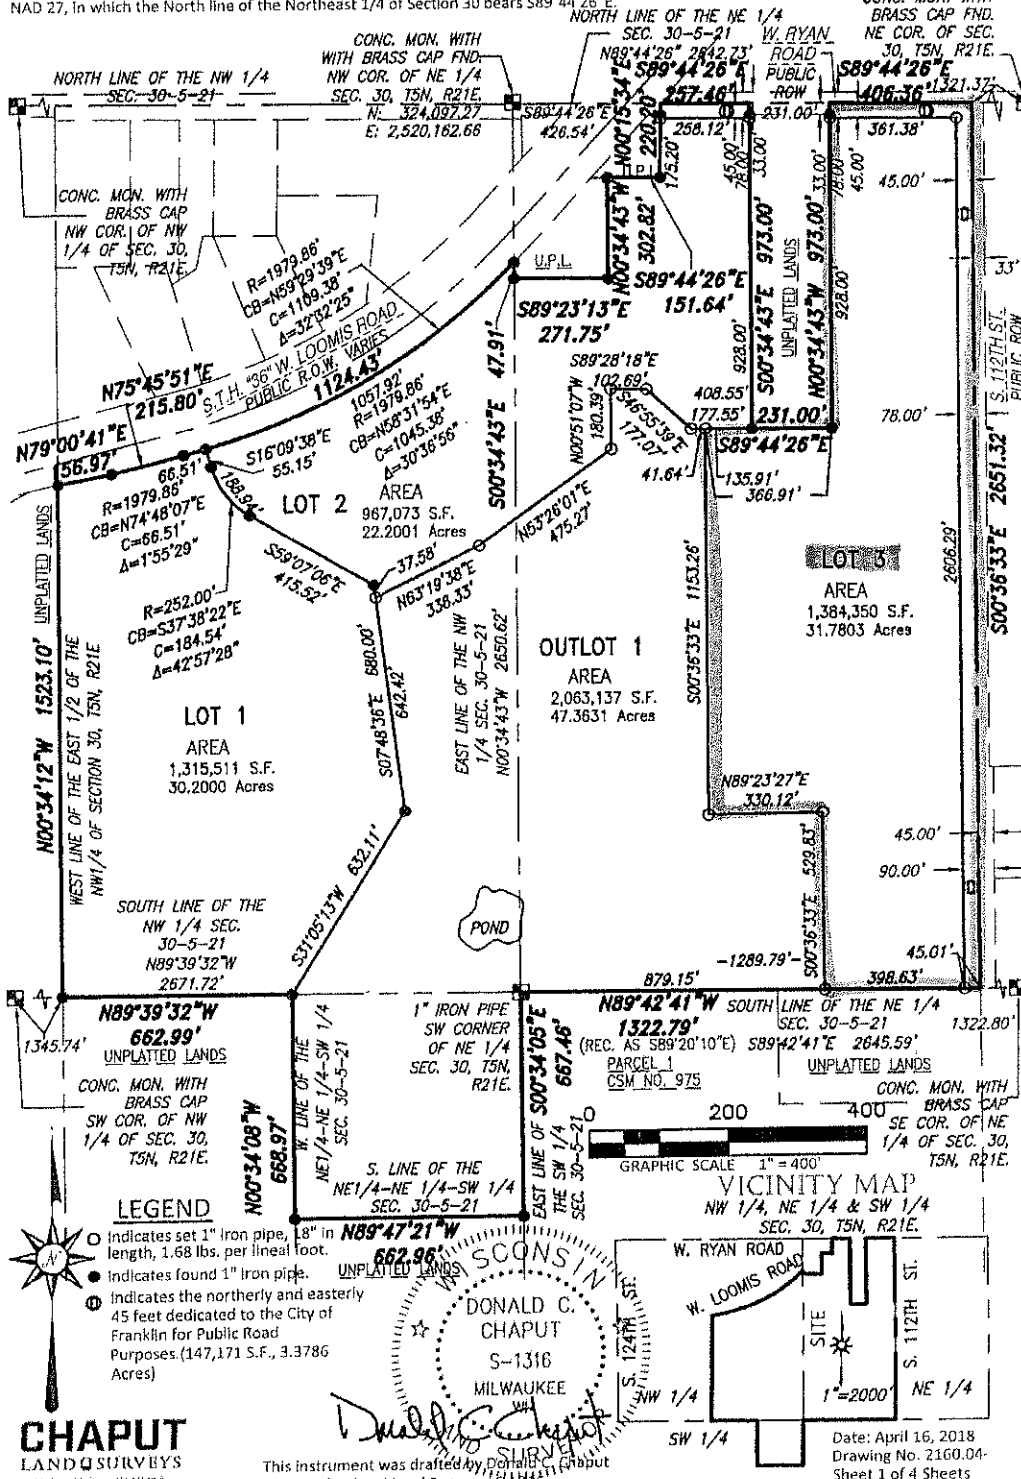 NAD 27, in which the North line of the Northeast 1/4 of Section 30 bears S89°44'26"E.
NORTH LINE OF THE NE 1/4
SEC. 30-5-21
N89°44'26" 2642.73'
CONC. MON. WITH
BRASS CAP FND.
NE COR. OF SEC.
30, T5N, R21E.
W. RYAN
ROAD
PUBLIC
ROW
CONC. MON. WITH
WITH BRASS CAP FND.
NW COR. OF NE 1/4
SEC. 30, T5N, R21E,
N: 324,097.27
E: 2,520,162.66
NORTH LINE OF THE NW 1/4
SEC. 30-5-21
S89°44'26"E
426.54'
N00°15'34"E
220.20'
175.20'
S89°44'26"E
257.46'
258.12'
231.00'
S89°44'26"E
406.36'
1321.37'
361.38'
45.00'
78.00'
33.00'
33.00'
78.00'
45.00'
45.00'
33'
CONC. MON. WITH
BRASS CAP
NW COR. OF NW
1/4 OF SEC. 30,
T5N, R21E.
R=1979.86'
CB=N59°29'39"E
C=1109.38'
Δ=32°32'25"
U.P.L.
N00°34'43"W
302.82'
S89°44'26"E
151.64'
S89°23'13"E
271.75'
S00°34'43"E 973.00'
928.00'
UNPLATTED LANDS
N00°34'43"W 973.00'
928.00'
S. 112TH ST.
PUBLIC ROW
S.T.H. "36" W. LOOMIS ROAD
PUBLIC R.O.W. VARIES
1124.43'
1057.92'
R=1979.86'
CB=N58°31'54"E
C=1045.38'
Δ=30°36'56"
N75°45'51"E
215.80'
N79°00'41"E
56.97'
66.51'
R=1979.86'
CB=N74°48'07"E
C=66.51'
Δ=1°55'29"
S16°09'38"E
55.15'
188.94'
S00°34'43"E 47.91'
S89°28'18"E
102.69'
N00°51'07"W
180.39'
S46°55'39"E
177.07'
408.55'
177.55'
231.00'
S89°44'26"E
41.64'
135.91'
366.91'
78.00'
LOT 2
AREA
967,073 S.F.
22.2001 Acres
N53°26'01"E
475.27'
37.58'
N63°19'38"E
338.33'
S59°07'06"E
415.52'
R=252.00'
CB=S37°38'22"E
C=184.54'
Δ=42°57'28"
UNPLATTED LANDS
N00°34'12"W 1523.10'
WEST LINE OF THE EAST 1/2 OF THE
NW1/4 OF SECTION 30, T5N, R21E
LOT 1
AREA
1,315,511 S.F.
30.2000 Acres
S07°48'36"E 680.00'
642.42'
EAST LINE OF THE NW
1/4 SEC. 30-5-21
N00°34'43"W 2650.62'
OUTLOT 1
AREA
2,063,137 S.F.
47.3631 Acres
S00°36'33"E 1153.26'
LOT 3
AREA
1,384,350 S.F.
31.7803 Acres
2606.29'
S00°36'33"E 2651.32'
N89°23'27"E
330.12'
S00°36'33"E 529.83'
45.00'
90.00'
45.01'
S31°05'13"W 632.11'
POND
SOUTH LINE OF THE
NW 1/4 SEC.
30-5-21
N89°39'32"W
2671.72'
-1289.79'-
879.15'
398.63'
N89°39'32"W
662.99'
UNPLATTED LANDS
1345.74'
1" IRON PIPE
SW CORNER
OF NE 1/4
SEC. 30, T5N,
R21E.
N89°42'41"W
1322.79'
(REC. AS S89°20'10"E)
SOUTH LINE OF THE NE 1/4
SEC. 30-5-21
S89°42'41"E 2645.59'
1322.80'
UNPLATTED LANDS
PARCEL 1
CSM NO. 975
CONC. MON. WITH
BRASS CAP
SW COR. OF NW
1/4 OF SEC. 30,
T5N, R21E.
N00°34'08"W
668.97'
W. LINE OF THE
NE1/4-NE 1/4-SW 1/4
SEC. 30-5-21
S. LINE OF THE
NE1/4-NE 1/4-SW 1/4
SEC. 30-5-21
S00°34'05"E 667.46'
EAST LINE OF
THE SW 1/4
SEC. 30-5-21
N89°47'21"W
662.96'
UNPLATTED LANDS
CONC. MON. WITH
BRASS CAP
SE COR. OF NE
1/4 OF SEC. 30,
T5N, R21E.
0 200 400
GRAPHIC SCALE 1"=400'
LEGEND
Indicates set 1" iron pipe, 18" in
length, 1.68 lbs. per lineal foot.
Indicates found 1" iron pipe.
Indicates the northerly and easterly
45 feet dedicated to the City of
Franklin for Public Road
Purposes.(147,171 S.F., 3.3786
Acres)
N
VICINITY MAP
NW 1/4, NE 1/4 & SW 1/4
SEC. 30, T5N, R21E.
W. RYAN ROAD
W. LOOMIS ROAD
S. 124TH ST.
SITE
S. 112TH ST.
NW 1/4
1"=2000'
NE 1/4
SW 1/4
WISCONSIN
DONALD C.
CHAPUT
S-1316
MILWAUKEE
WI
LAND SURVEYOR
Donald C. Chaput
CHAPUT
LAND SURVEYS
This instrument was drafted by Donald C. Chaput
Date: April 16, 2018
Drawing No. 2160.04-
Sheet 1 of 4 Sheets